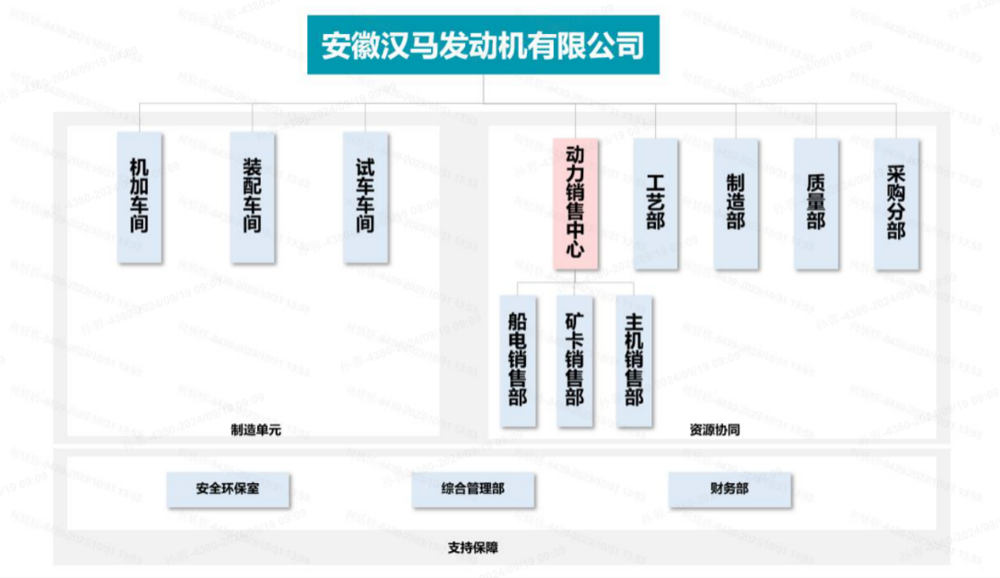 安徽汉马发动机有限公司
机加车间
装配车间
试车车间
动力销售中心
工艺部
制造部
质量部
采购分部
船电销售部
矿卡销售部
主机销售部
制造单元
资源协同
安全环保室
综合管理部
财务部
支持保障